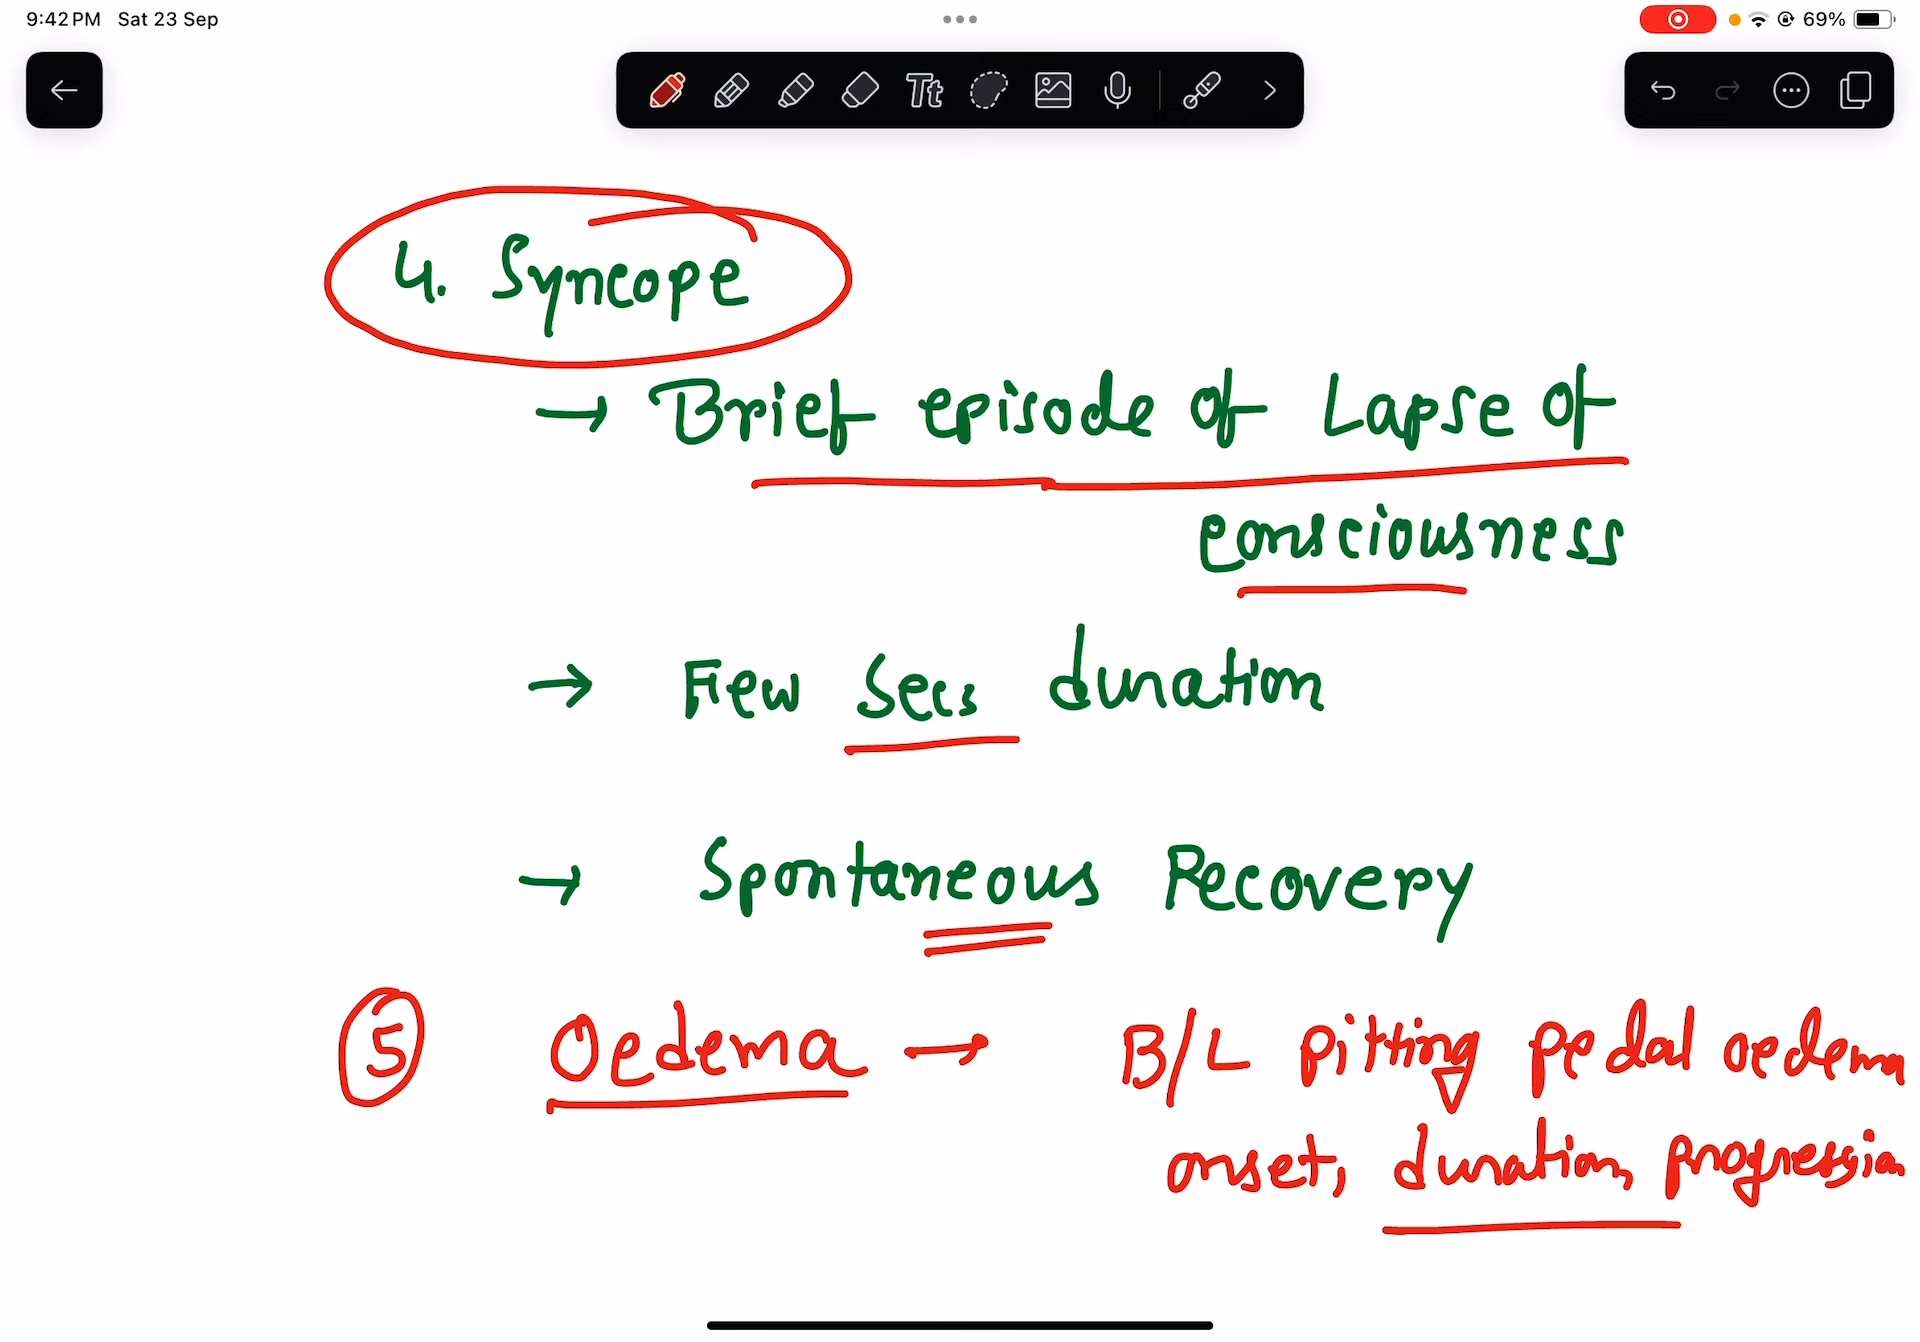 9:42 PM Sat 23 Sep
69%
Tt
4. Syncope
→ Brief episode of Lapse of
consciousness
→ Few Secs duration
→ Spontaneous Recovery
5 Oedema → B/L pitting pedal oedema
onset, duration, progression